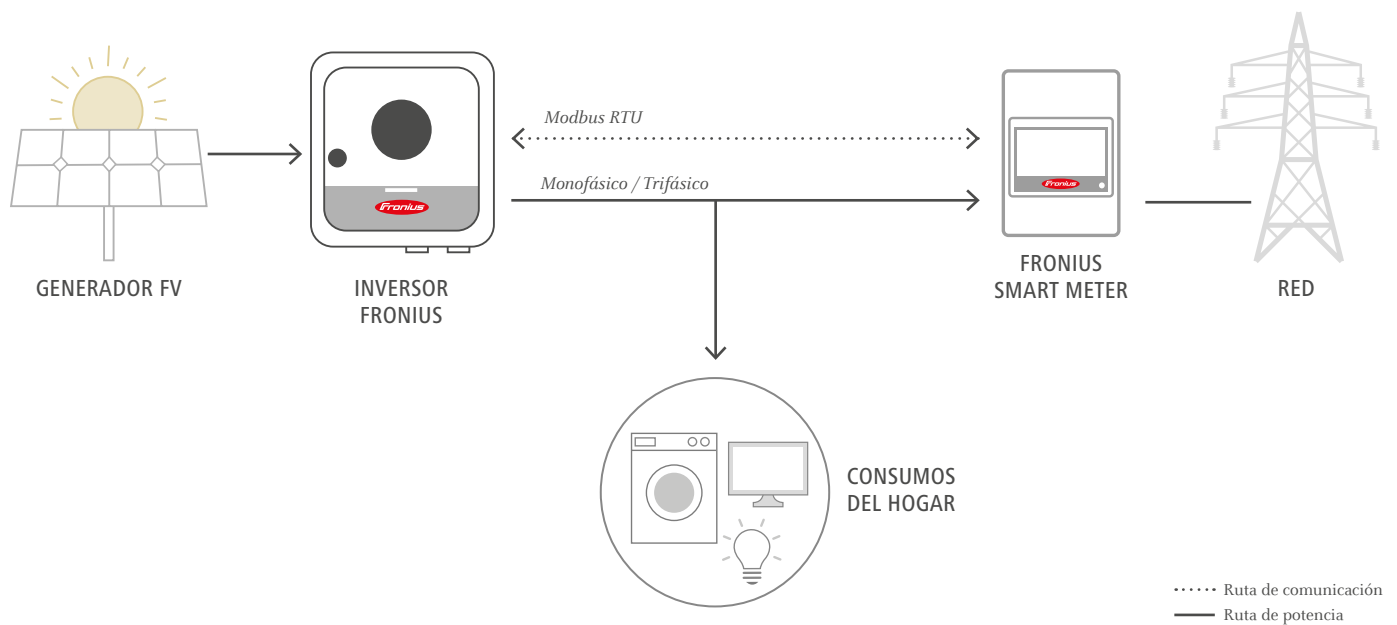 Modbus RTU
Monofásico / Trifásico
Fronius
Fronius
GENERADOR FV
INVERSOR
FRONIUS
FRONIUS
SMART METER
RED
CONSUMOS
DEL HOGAR
Ruta de comunicación
Ruta de potencia